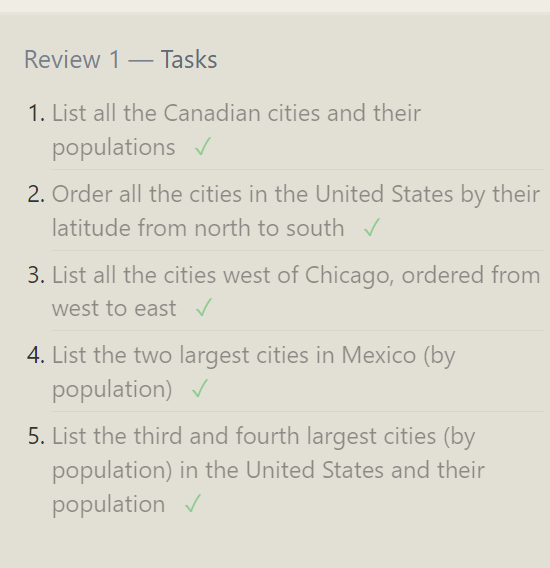 Review 1 — Tasks
1. List all the Canadian cities and their
populations ✓
2. Order all the cities in the United States by their
latitude from north to south ✓
3. List all the cities west of Chicago, ordered from
west to east ✓
4. List the two largest cities in Mexico (by
population) ✓
5. List the third and fourth largest cities (by
population) in the United States and their
population ✓